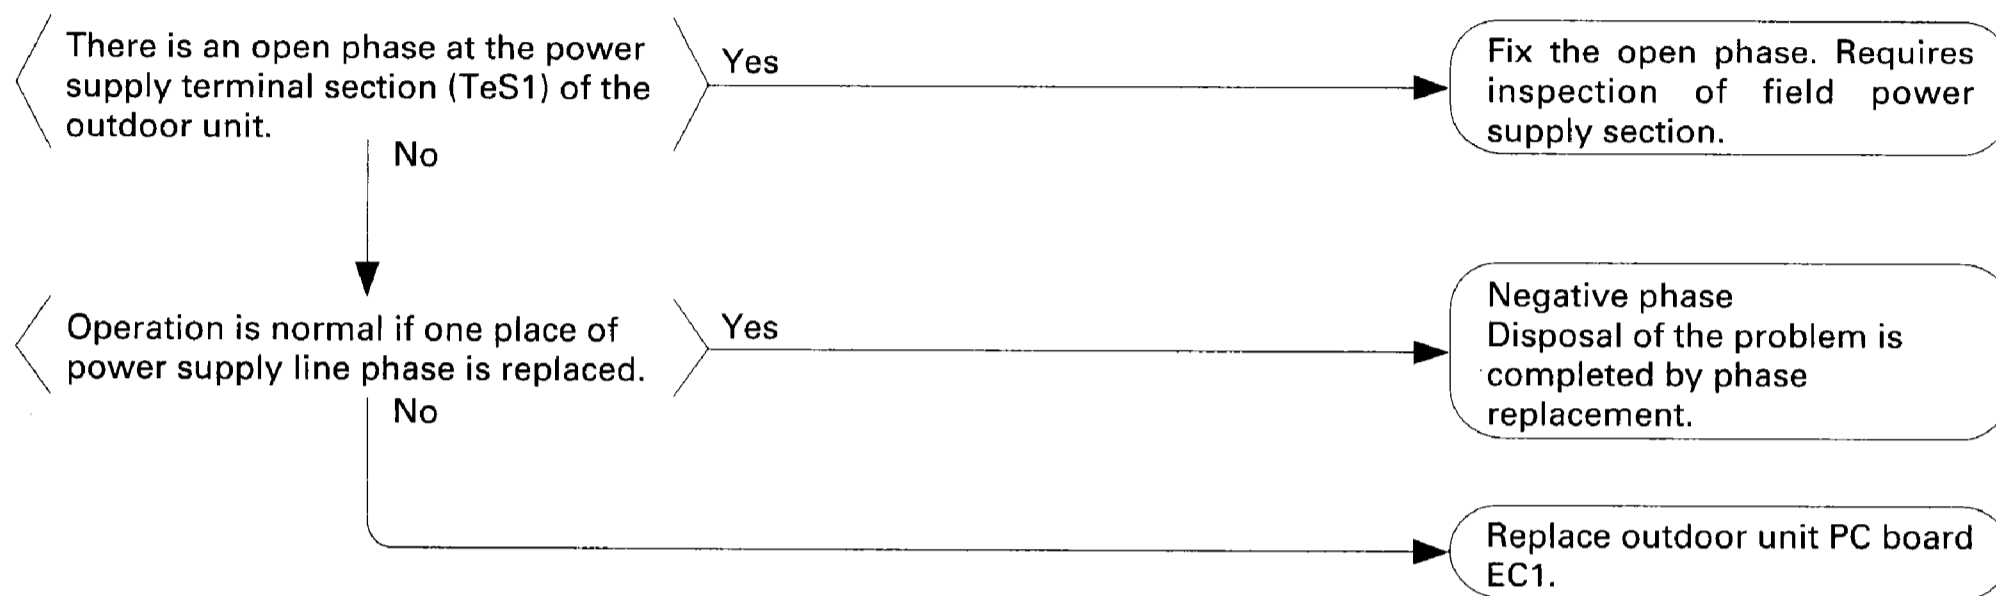 There is an open phase at the power
supply terminal section (TeS1) of the
outdoor unit.
Yes
Fix the open phase. Requires
inspection of field power
supply section.
No
Operation is normal if one place of
power supply line phase is replaced.
Yes
Negative phase
Disposal of the problem is
completed by phase
replacement.
No
Replace outdoor unit PC board
EC1.